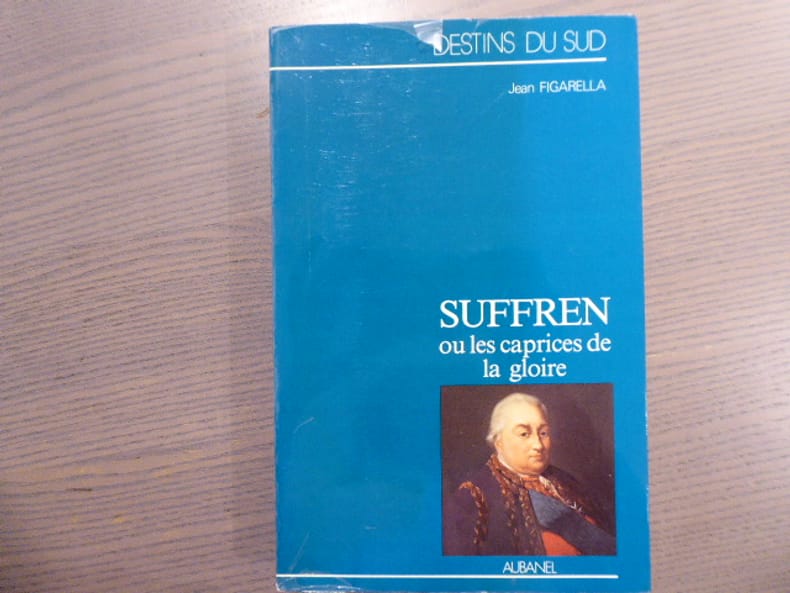 DESTINS DU SUD
Jean FIGARELLA
SUFFREN
ou les caprices de
la gloire
AUBANEL